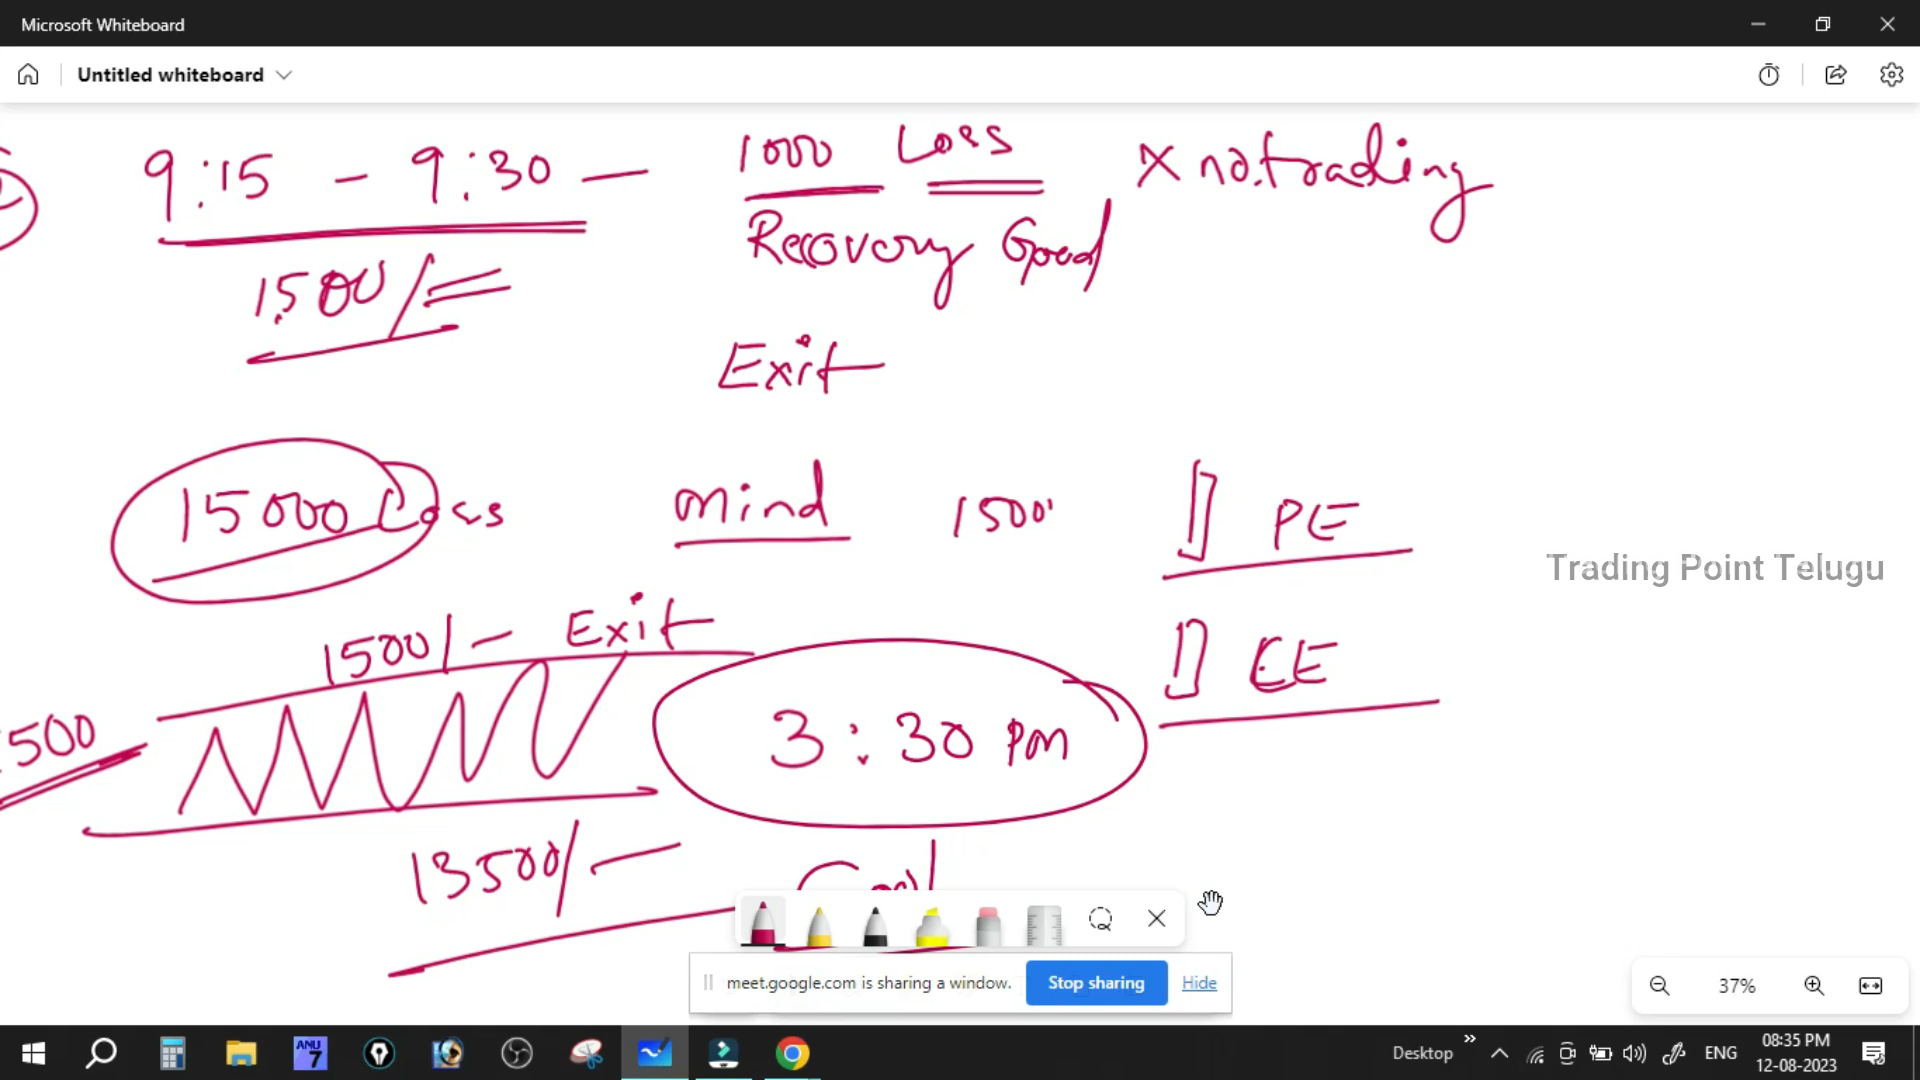 Microsoft Whiteboard
Untitled whiteboard
9:15 - 9:30 - 1000 Loss X no.trading
Recovery Good
1500/=
Exit
15000 Loss mind 1500 PE
1500/- Exit
CE
500
3:30 PM
13500/-
Trading Point Telugu
meet.google.com is sharing a window. Stop sharing Hide
37%
ANU 7
Desktop ENG 08:35 PM
12-08-2023